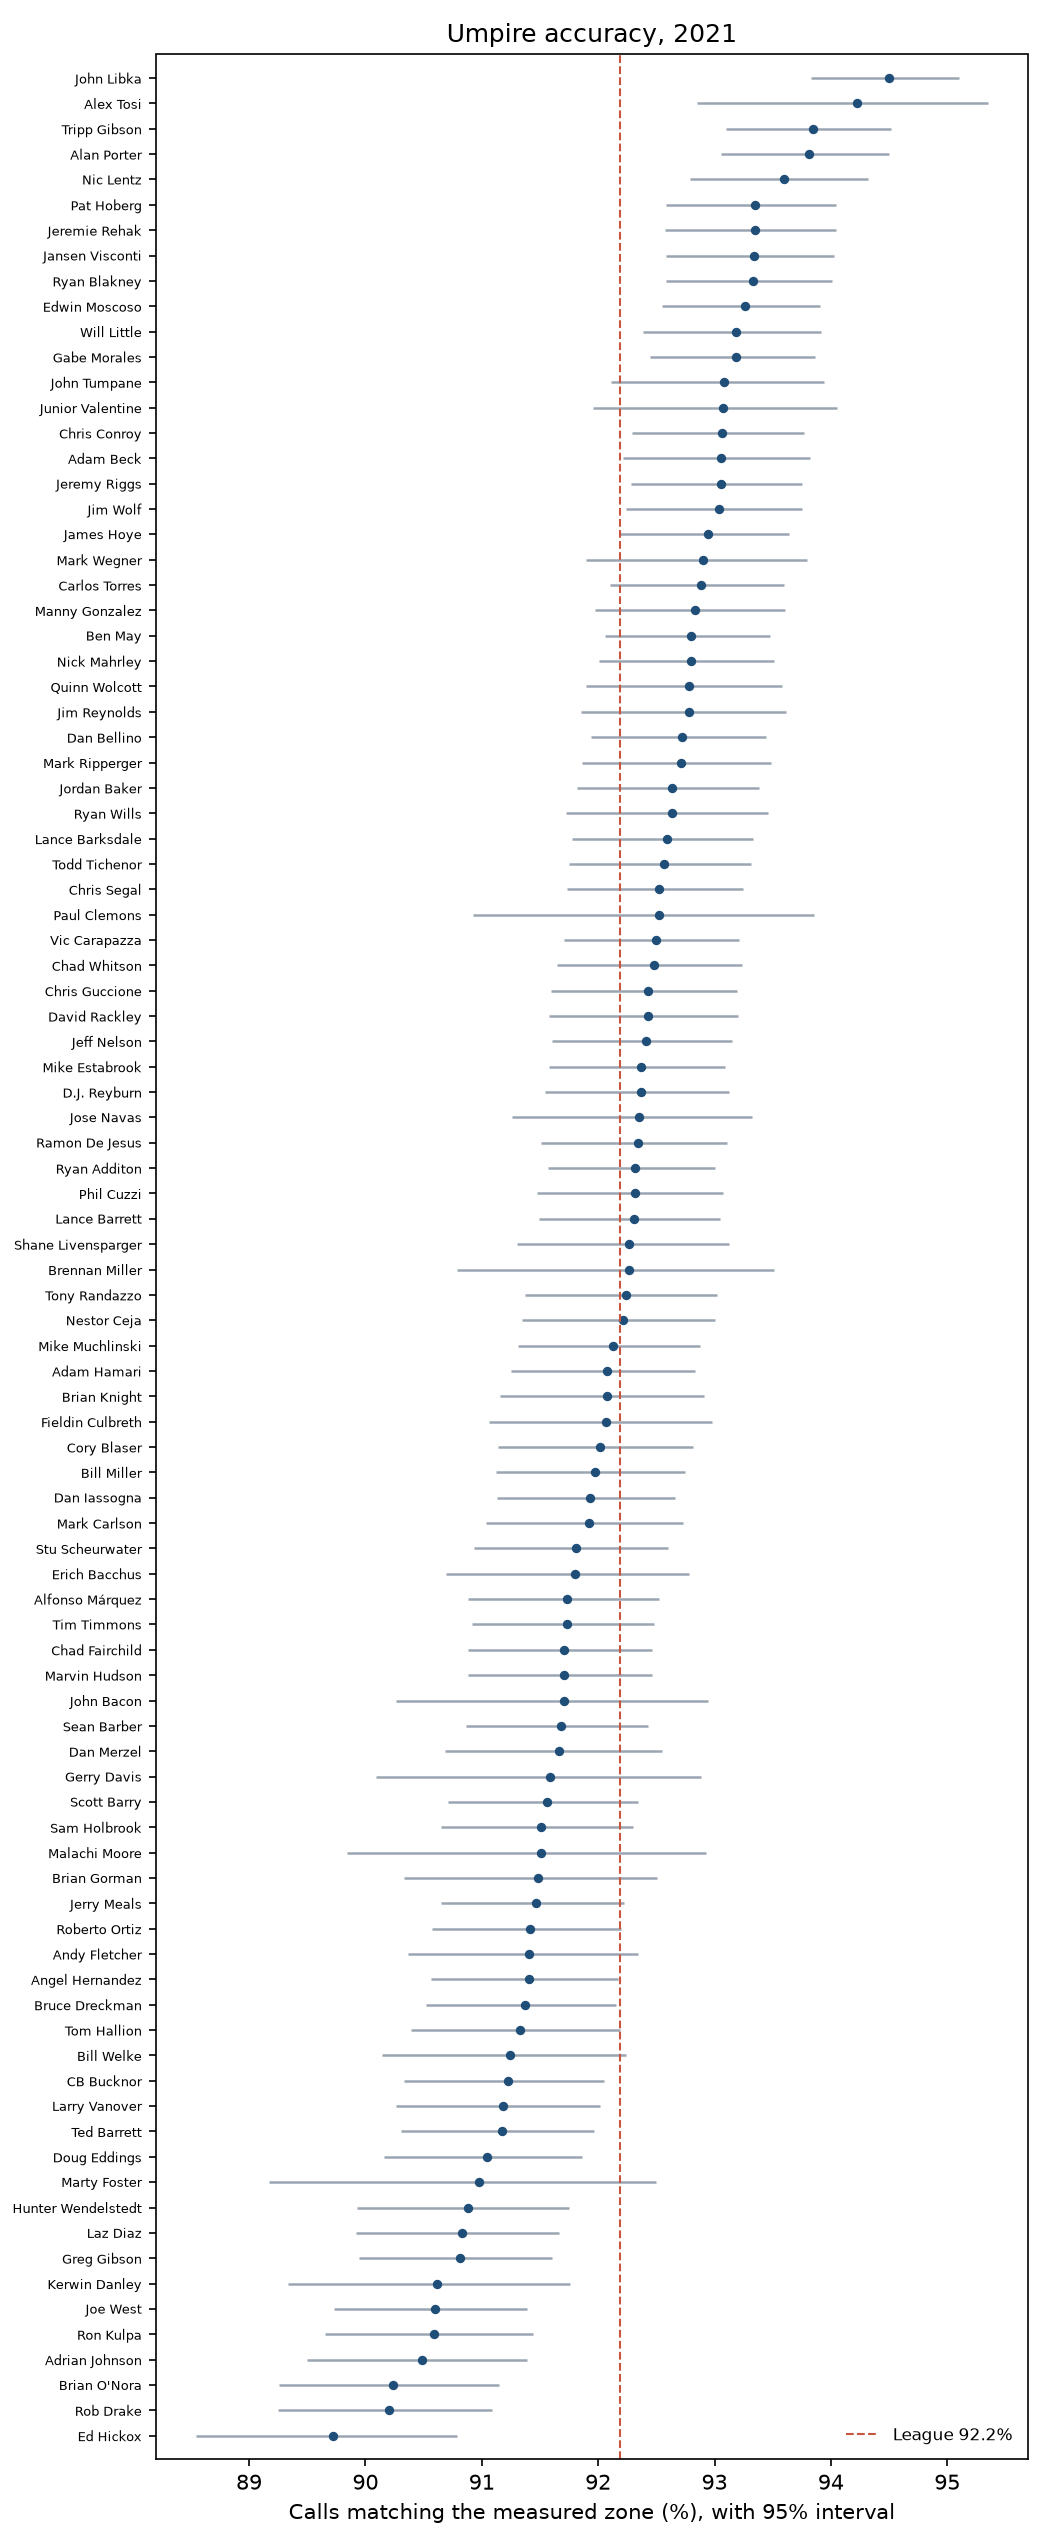 Umpire accuracy, 2021
John Libka
Alex Tosi
Tripp Gibson
Alan Porter
Nic Lentz
Pat Hoberg
Jeremie Rehak
Jansen Visconti
Ryan Blakney
Edwin Moscoso
Will Little
Gabe Morales
John Tumpane
Junior Valentine
Chris Conroy
Adam Beck
Jeremy Riggs
Jim Wolf
James Hoye
Mark Wegner
Carlos Torres
Manny Gonzalez
Ben May
Nick Mahrley
Quinn Wolcott
Jim Reynolds
Dan Bellino
Mark Ripperger
Jordan Baker
Ryan Wills
Lance Barksdale
Todd Tichenor
Chris Segal
Paul Clemons
Vic Carapazza
Chad Whitson
Chris Guccione
David Rackley
Jeff Nelson
Mike Estabrook
D.J. Reyburn
Jose Navas
Ramon De Jesus
Ryan Additon
Phil Cuzzi
Lance Barrett
Shane Livensparger
Brennan Miller
Tony Randazzo
Nestor Ceja
Mike Muchlinski
Adam Hamari
Brian Knight
Fieldin Culbreth
Cory Blaser
Bill Miller
Dan Iassogna
Mark Carlson
Stu Scheurwater
Erich Bacchus
Alfonso Márquez
Tim Timmons
Chad Fairchild
Marvin Hudson
John Bacon
Sean Barber
Dan Merzel
Gerry Davis
Scott Barry
Sam Holbrook
Malachi Moore
Brian Gorman
Jerry Meals
Roberto Ortiz
Andy Fletcher
Angel Hernandez
Bruce Dreckman
Tom Hallion
Bill Welke
CB Bucknor
Larry Vanover
Ted Barrett
Doug Eddings
Marty Foster
Hunter Wendelstedt
Laz Diaz
Greg Gibson
Kerwin Danley
Joe West
Ron Kulpa
Adrian Johnson
Brian O'Nora
Rob Drake
Ed Hickox
League 92.2%
89 90 91 92 93 94 95
Calls matching the measured zone (%), with 95% interval